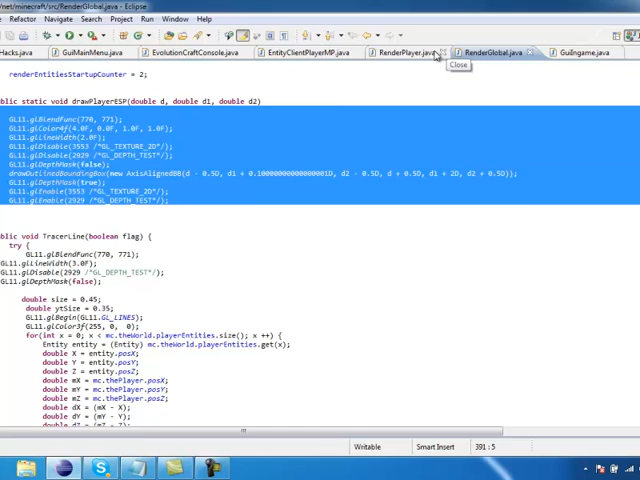 net/minecraft/src/RenderGlobal.java - Eclipse
Refactor Navigate Search Project Run Window Help
Hacks.java GuiMainMenu.java EvolutionCraftConsole.java EntityClientPlayerMP.java RenderPlayer.java RenderGlobal.java GuiIngame.java
Close
renderEntitiesStartupCounter = 2;
blic static void drawPlayerESP(double d, double d1, double d2)
GL11.glBlendFunc(770, 771);
GL11.glColor4f(4.0F, 0.0F, 1.0F, 1.0F);
GL11.glLineWidth(2.0F);
GL11.glDisable(3553 /*GL_TEXTURE_2D*/);
GL11.glDisable(2929 /*GL_DEPTH_TEST*/);
GL11.glDepthMask(false);
drawOutlinedBoundingBox(new AxisAlignedBB(d - 0.5D, d1 + 0.10000000000000001D, d2 - 0.5D, d + 0.5D, d1 + 2D, d2 + 0.5D));
GL11.glDepthMask(true);
GL11.glEnable(3553 /*GL_TEXTURE_2D*/);
GL11.glEnable(2929 /*GL_DEPTH_TEST*/);
blic void TracerLine(boolean flag) {
try {
GL11.glBlendFunc(770, 771);
GL11.glLineWidth(3.0F);
GL11.glDisable(2929 /*GL_DEPTH_TEST*/);
GL11.glDepthMask(false);
double size = 0.45;
double ytSize = 0.35;
GL11.glBegin(GL11.GL_LINES);
GL11.glColor3f(255, 0, 0);
for(int x = 0; x < mc.theWorld.playerEntities.size(); x ++) {
Entity entity = (Entity) mc.theWorld.playerEntities.get(x);
double X = entity.posX;
double Y = entity.posY;
double Z = entity.posZ;
double mX = mc.thePlayer.posX;
double mY = mc.thePlayer.posY;
double mZ = mc.thePlayer.posZ;
double dX = (mX - X);
double dY = (mY - Y);
Writable Smart Insert 391 : 5